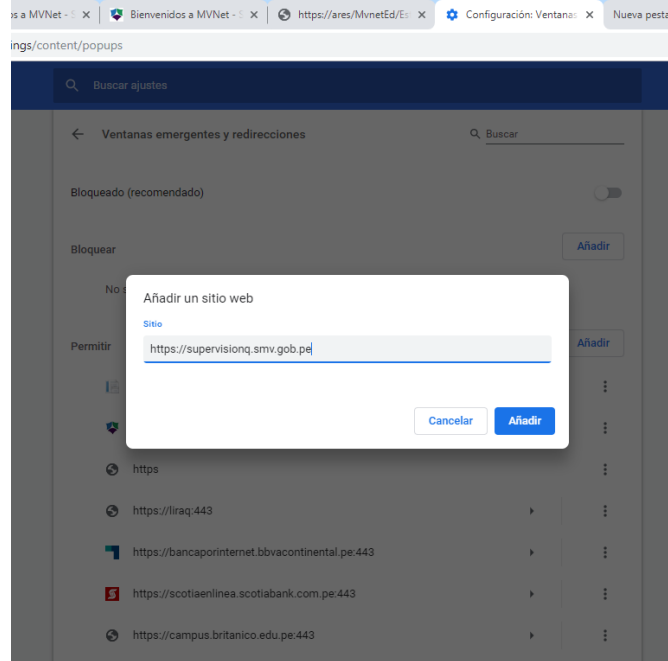 os a MVNet - S
Bienvenidos a MVNet - S
https://ares/MvnetEd/Es
Configuración: Ventanas
Nueva pesta
ings/content/popups
Buscar ajustes
Ventanas emergentes y redirecciones
Buscar
Bloqueado (recomendado)
Bloquear
Añadir
No s
Añadir un sitio web
Sitio
https://supervisionq.smv.gob.pe
Permitir
Añadir
Cancelar
Añadir
https
https://liraq:443
https://bancaporinternet.bbvacontinental.pe:443
https://scotiaenlinea.scotiabank.com.pe:443
https://campus.britanico.edu.pe:443